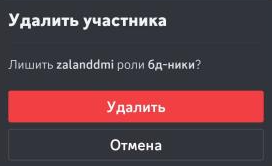 Удалить участника
Лишить zalanddmi роли бд-ники?
Удалить
Отмена